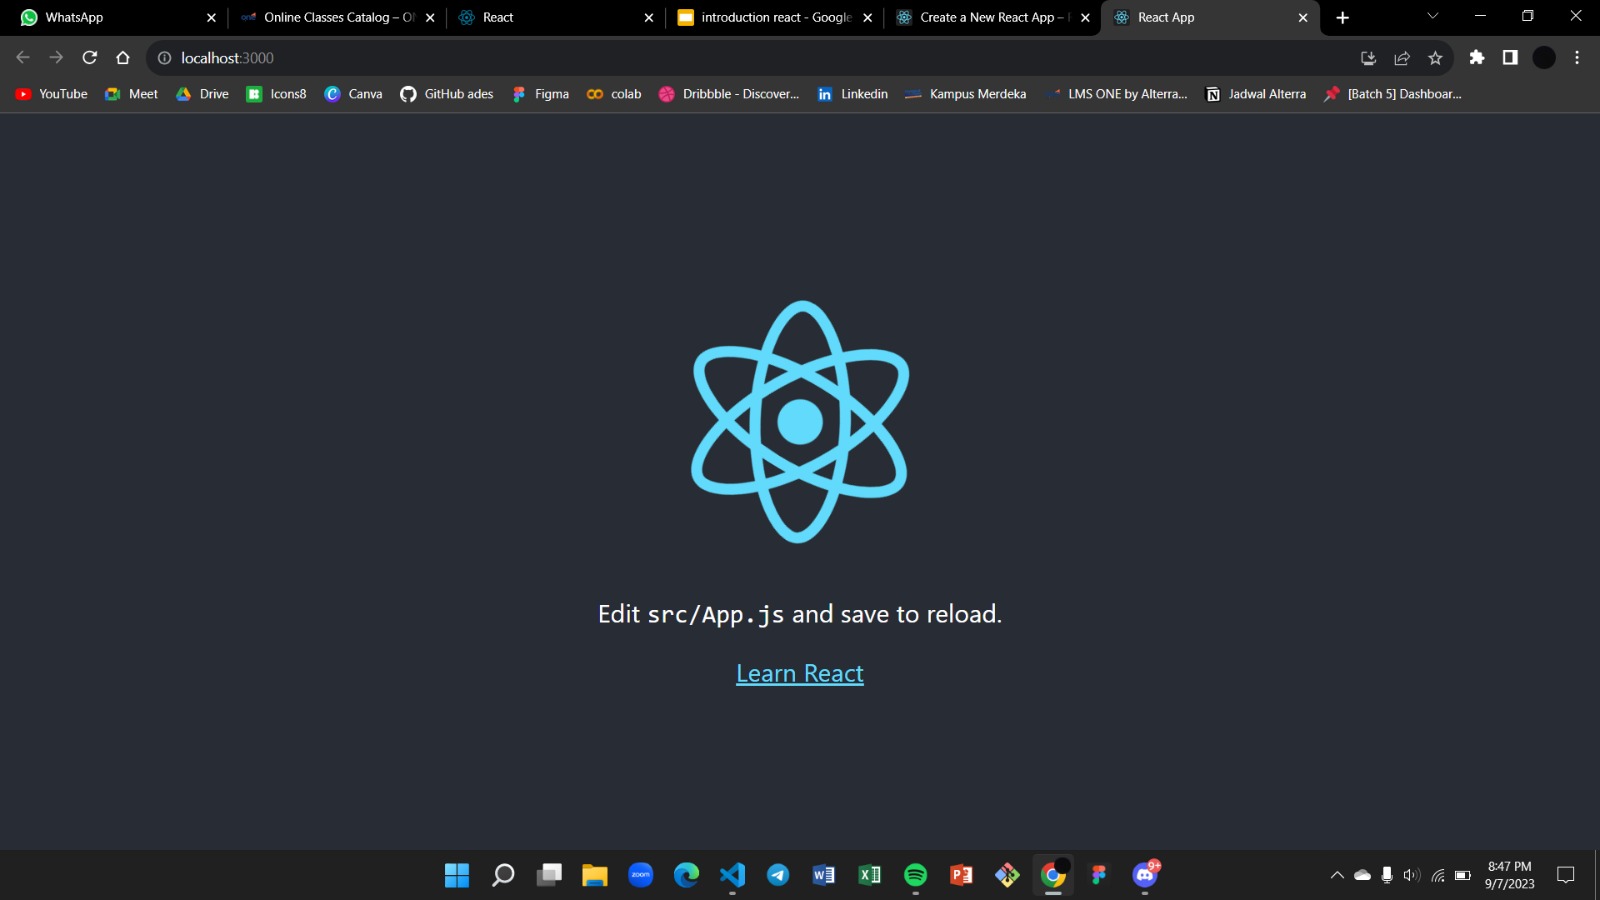 WhatsApp
Online Classes Catalog – O
React
introduction react - Google
Create a New React App –
React App
localhost:3000
YouTube
Meet
Drive
Icons8
Canva
GitHub ades
Figma
colab
Dribbble - Discover...
Linkedin
Kampus Merdeka
LMS ONE by Alterra...
Jadwal Alterra
[Batch 5] Dashboar...
Edit src/App.js and save to reload.
Learn React
zoom
9+
8:47 PM
9/7/2023